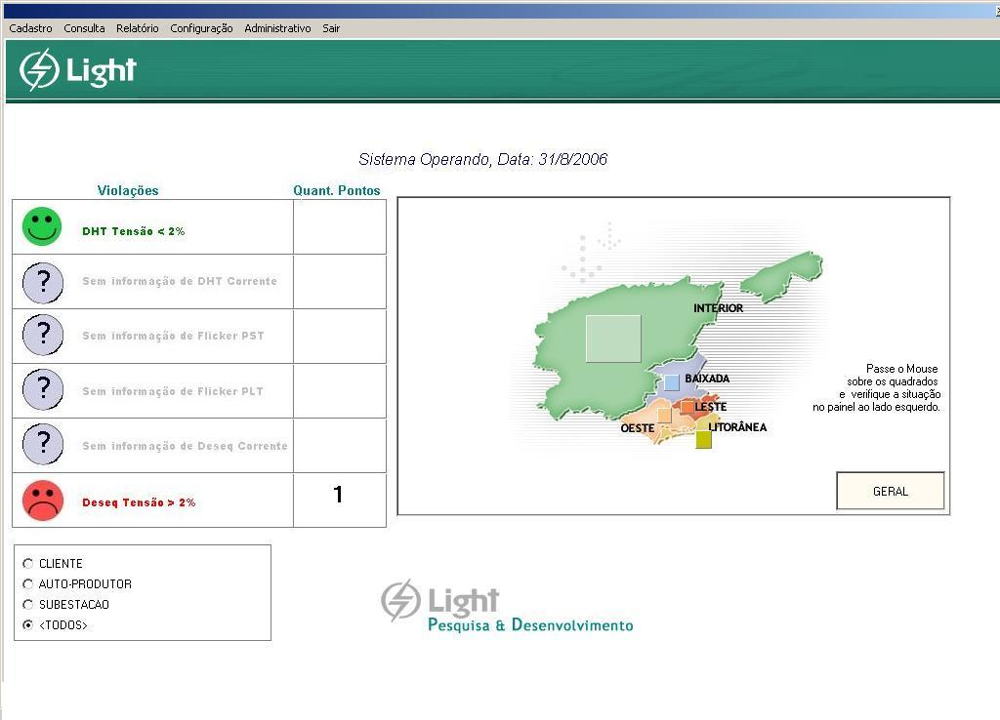 Cadastro Consulta Relatório Configuração Administrativo Sair
Light
Sistema Operando, Data: 31/8/2006
Violações Quant. Pontos
DHT Tensão < 2%
? Sem informação de DHT Corrente
? Sem informação de Flicker PST
? Sem informação de Flicker PLT
? Sem informação de Deseq Corrente
Deseq Tensão > 2% 1
INTERIOR
BAIXADA
LESTE
OESTE
LITORÂNEA
Passe o Mouse
sobre os quadrados
e verifique a situação
no painel ao lado esquerdo.
GERAL
CLIENTE
AUTO-PRODUTOR
SUBESTACAO
<TODOS>
Light
Pesquisa & Desenvolvimento